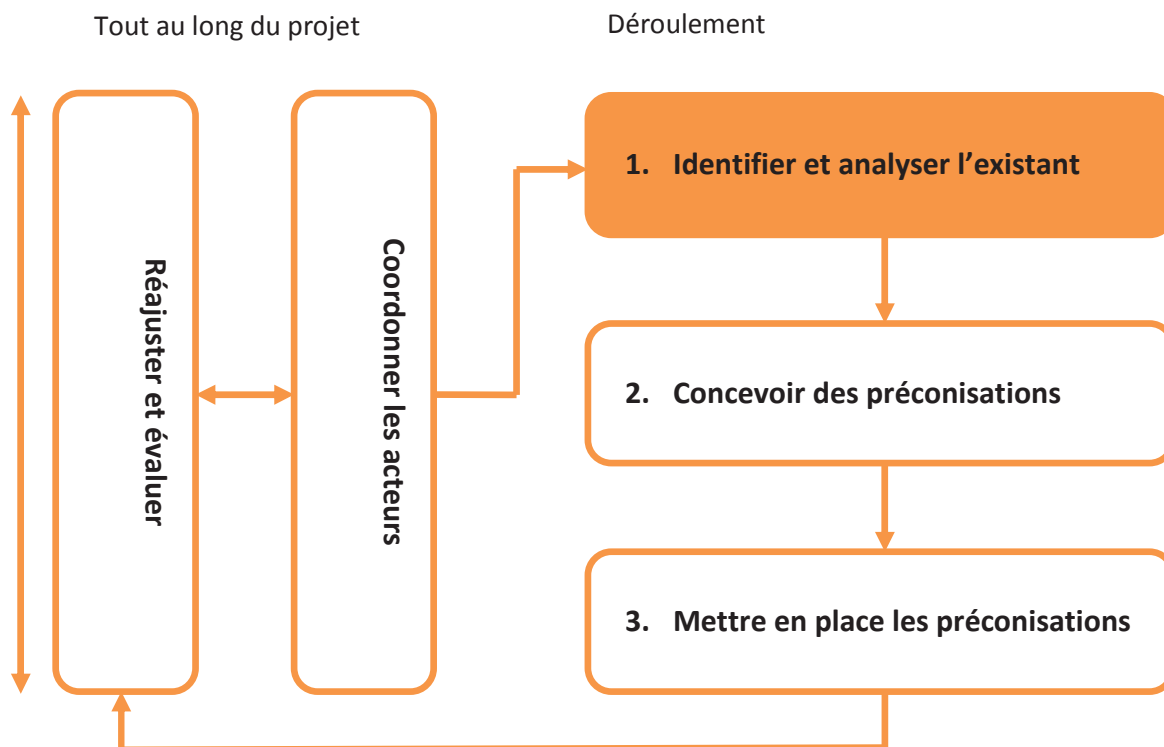 Tout au long du projet
Déroulement
Réajuster et évaluer
Coordonner les acteurs
1. Identifier et analyser l’existant
2. Concevoir des préconisations
3. Mettre en place les préconisations